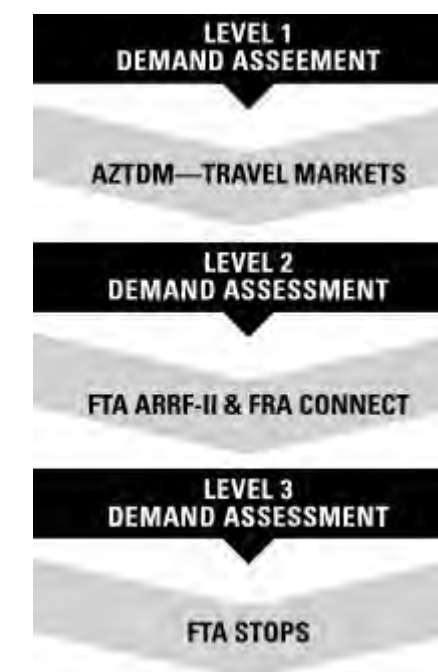 LEVEL 1
DEMAND ASSEEMENT
AZTDM—TRAVEL MARKETS
LEVEL 2
DEMAND ASSESSMENT
FTA ARRF-II & FRA CONNECT
LEVEL 3
DEMAND ASSESSMENT
FTA STOPS